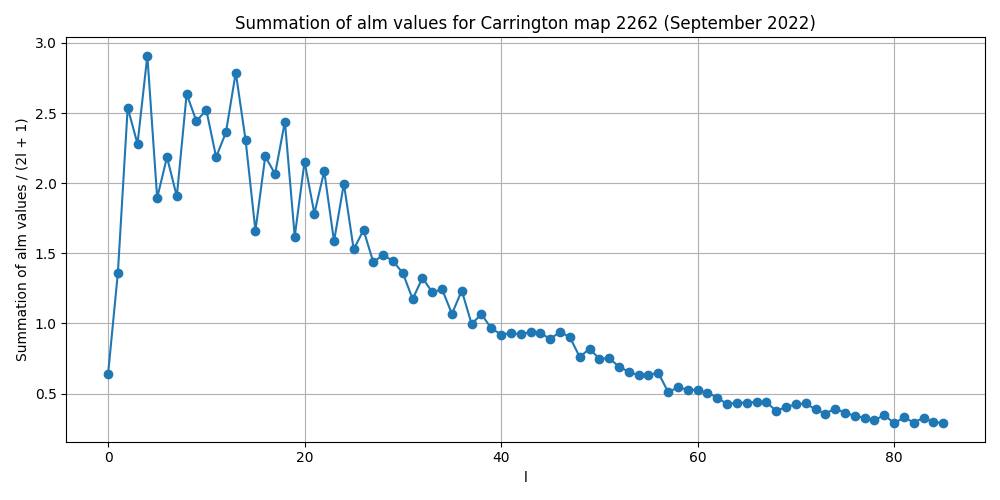 Summation of alm values for Carrington map 2262 (September 2022)
Summation of alm values / (2l + 1)
3.0
2.5
2.0
1.5
1.0
0.5
0 20 40 60 80
l